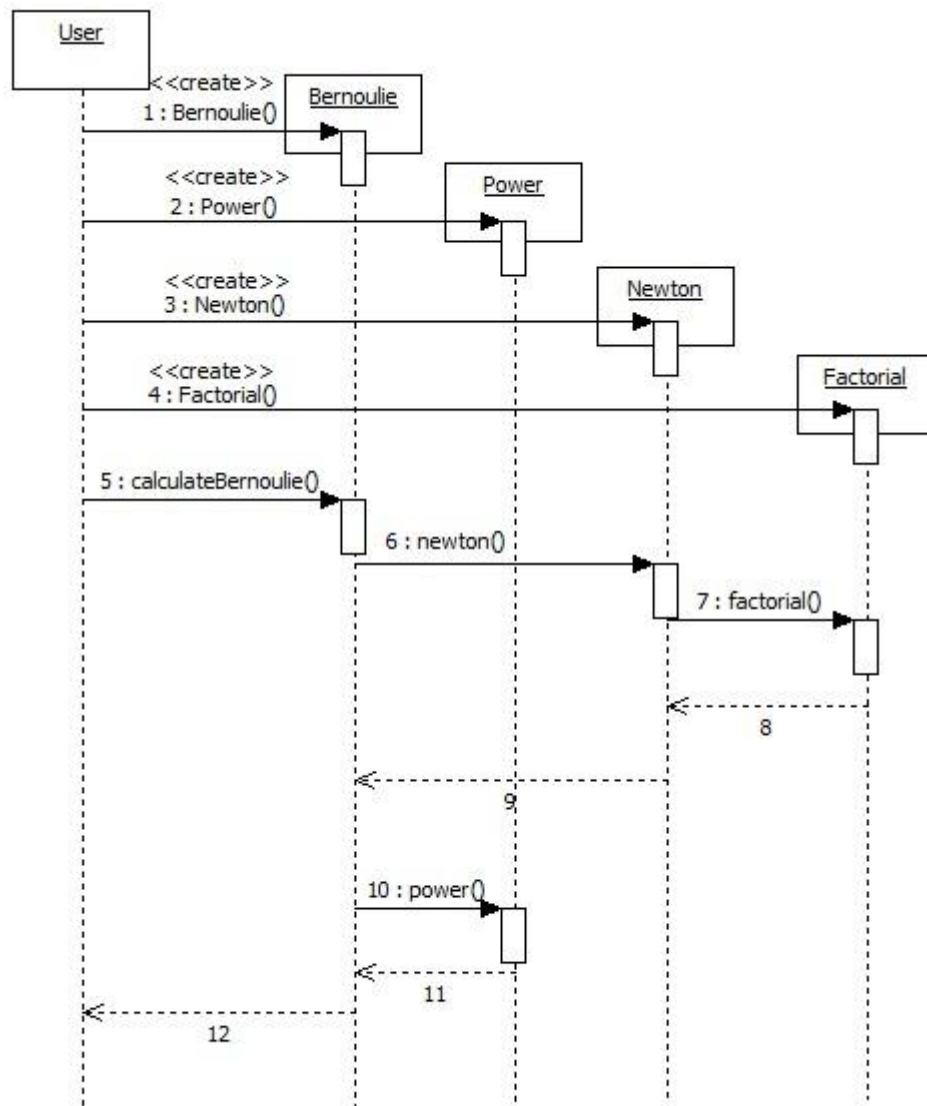 User
<<create>>
Bernoulie
1 : Bernoulie()
<<create>>
Power
2 : Power()
<<create>>
Newton
3 : Newton()
<<create>>
Factorial
4 : Factorial()
5 : calculateBernoulie()
6 : newton()
7 : factorial()
8
9
10 : power()
11
12